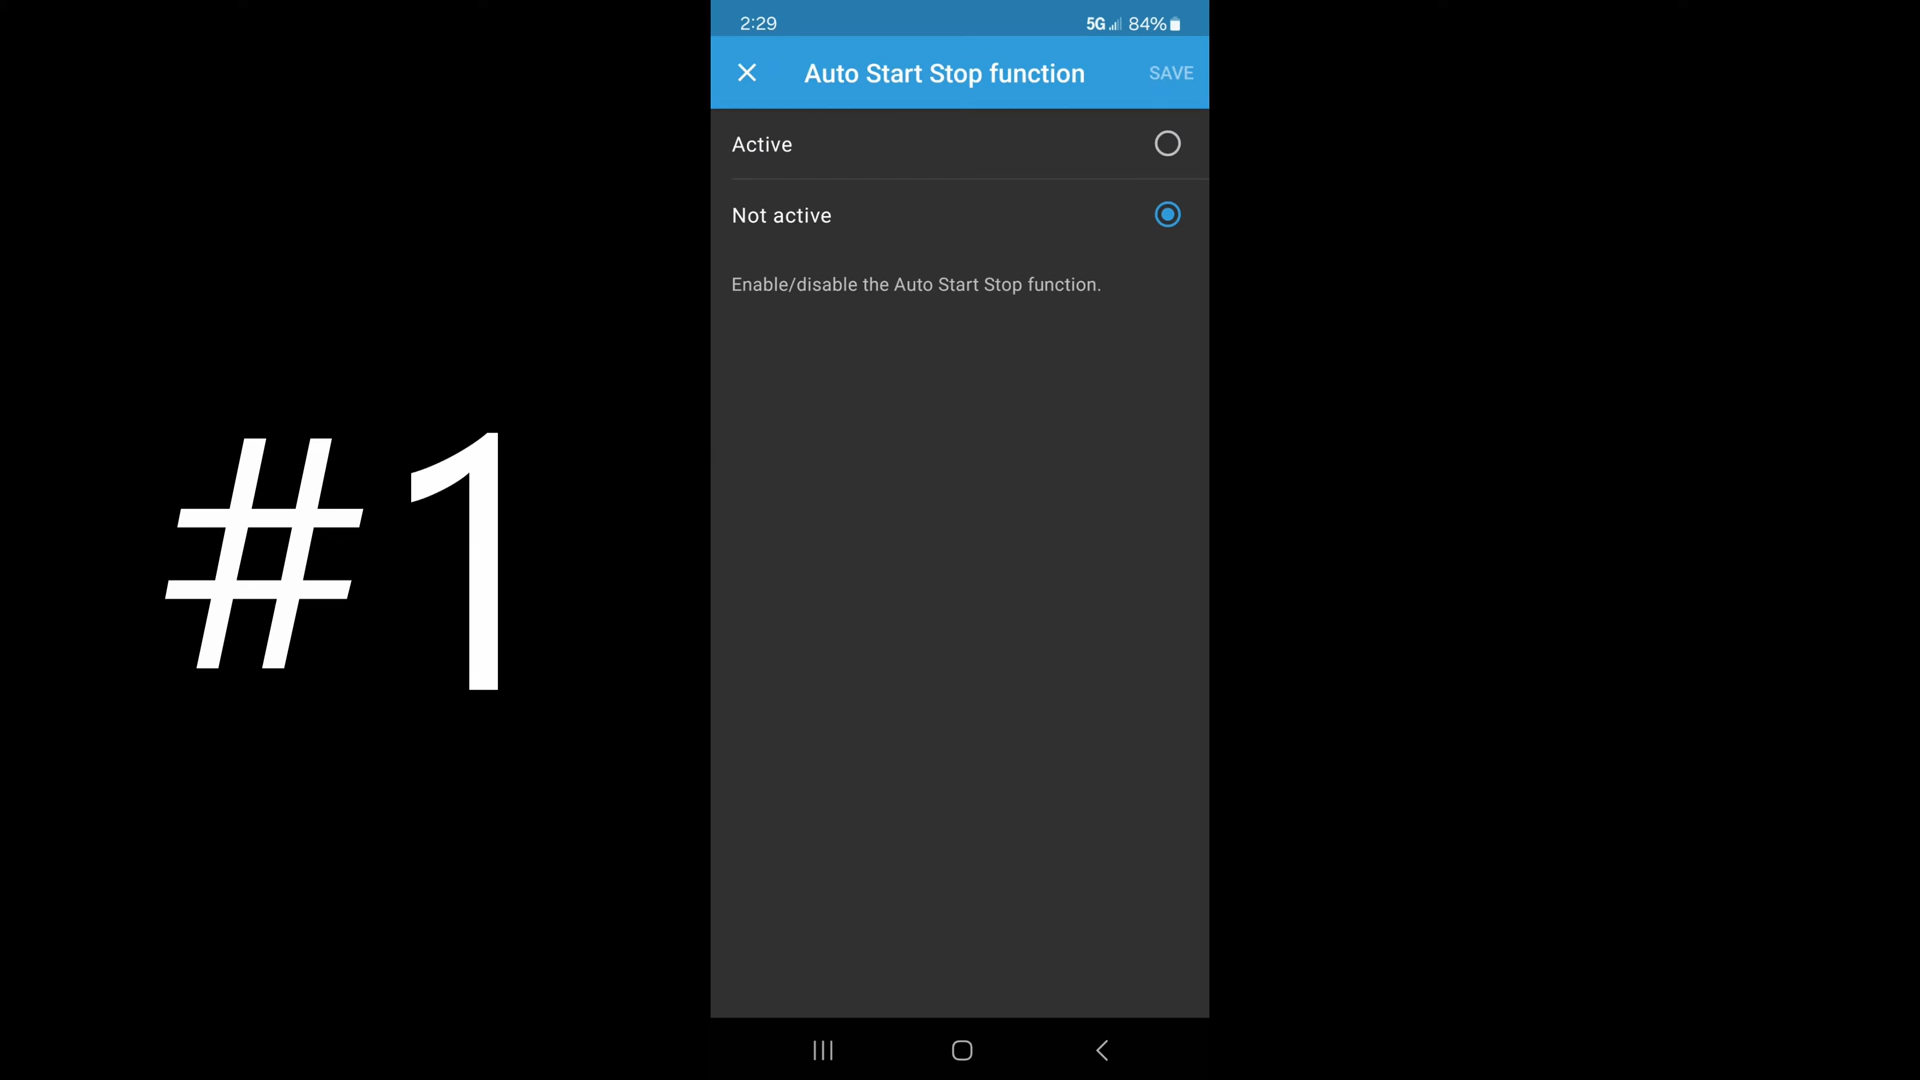 2:29 5G 84%
Auto Start Stop function SAVE
Active
Not active
Enable/disable the Auto Start Stop function.
#1